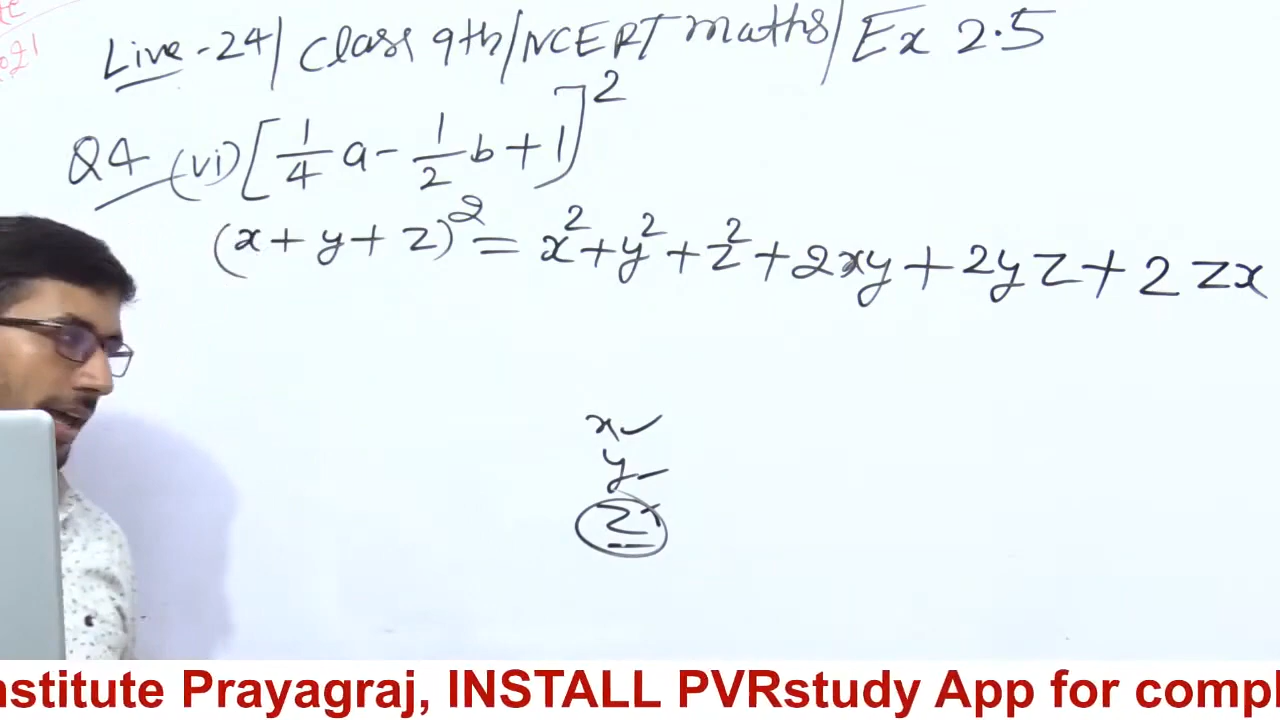 Live-24/ Class 9th/NCERT maths/Ex 2.5
Q4 (vi) [1/4 a - 1/2 b + 1]²
(x + y + z)² = x² + y² + z² + 2xy + 2yz + 2zx
x
y
z
nstitute Prayagraj, INSTALL PVRstudy App for compl